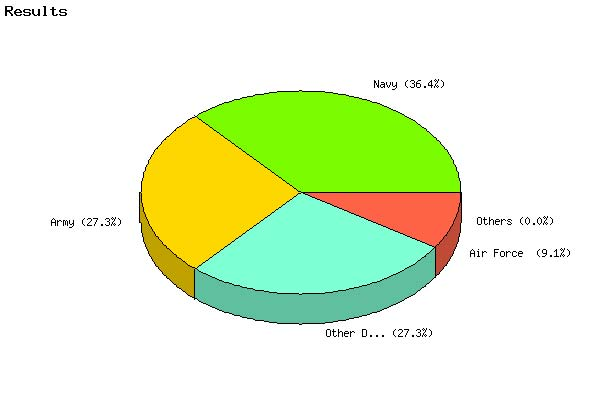 Results
Navy (36.4%)
Army (27.3%)
Others (0.0%)
Air Force  (9.1%)
Other D... (27.3%)